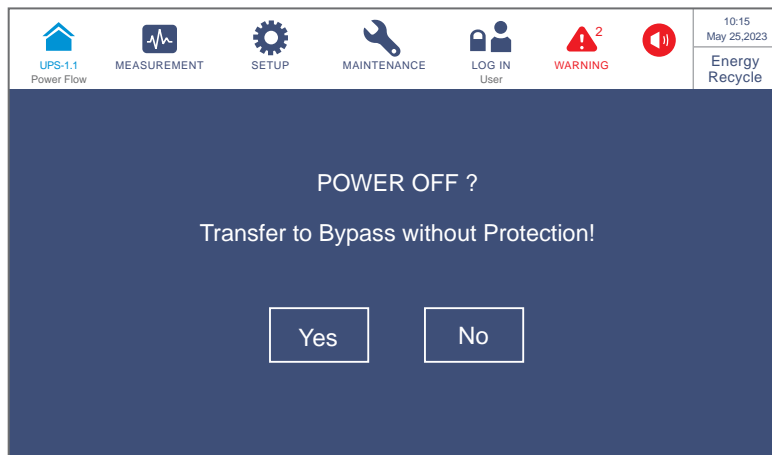 UPS-1.1
Power Flow
MEASUREMENT
SETUP
MAINTENANCE
LOG IN
User
2
WARNING
10:15
May 25,2023
Energy
Recycle
POWER OFF ?
Transfer to Bypass without Protection!
Yes
No